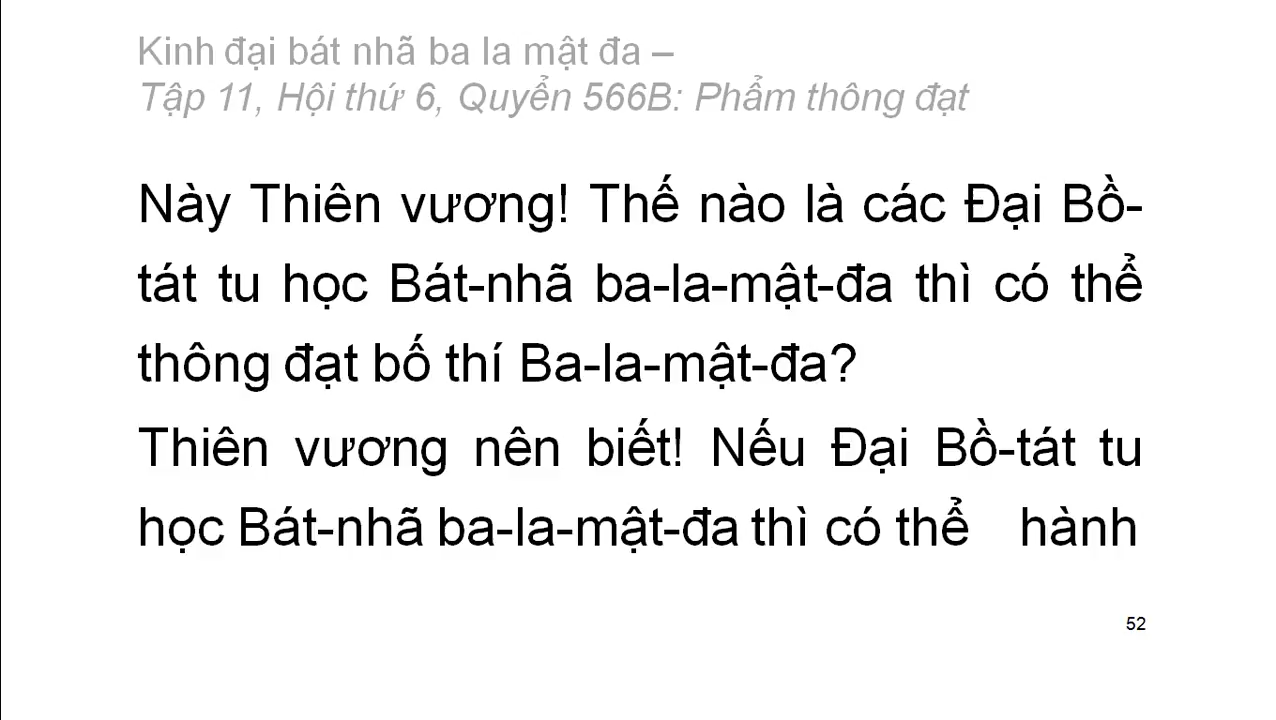 Kinh đại bát nhã ba la mật đa –
Tập 11, Hội thứ 6, Quyển 566B: Phẩm thông đạt
Này Thiên vương! Thế nào là các Đại Bồ-
tát tu học Bát-nhã ba-la-mật-đa thì có thể
thông đạt bố thí Ba-la-mật-đa?
Thiên vương nên biết! Nếu Đại Bồ-tát tu
học Bát-nhã ba-la-mật-đa thì có thể hành
52